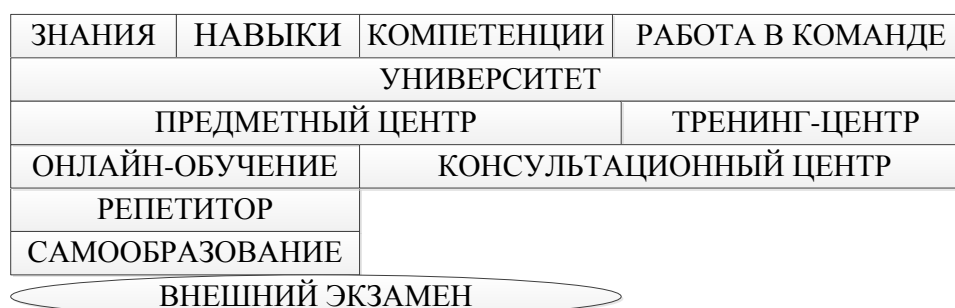 ЗНАНИЯ НАВЫКИ КОМПЕТЕНЦИИ РАБОТА В КОМАНДЕ
УНИВЕРСИТЕТ
ПРЕДМЕТНЫЙ ЦЕНТР ТРЕНИНГ-ЦЕНТР
ОНЛАЙН-ОБУЧЕНИЕ КОНСУЛЬТАЦИОННЫЙ ЦЕНТР
РЕПЕТИТОР
САМООБРАЗОВАНИЕ
ВНЕШНИЙ ЭКЗАМЕН